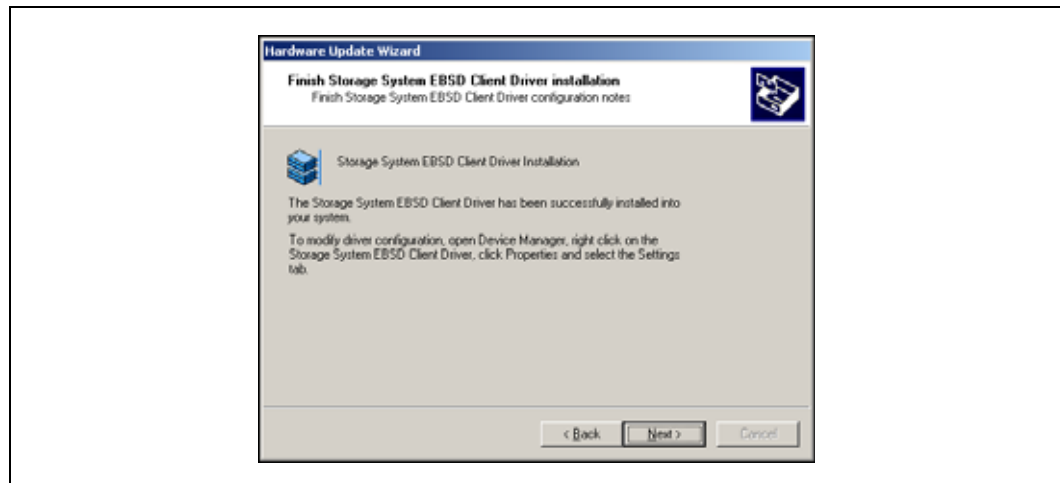 Hardware Update Wizard
Finish Storage System EBSD Client Driver installation
Finish Storage System EBSD Client Driver configuration notes
Storage System EBSD Client Driver Installation
The Storage System EBSD Client Driver has been successfully installed into
your system.
To modify driver configuration, open Device Manager, right click on the
Storage System EBSD Client Driver, click Properties and select the Settings
tab.
< Back
Next >
Cancel